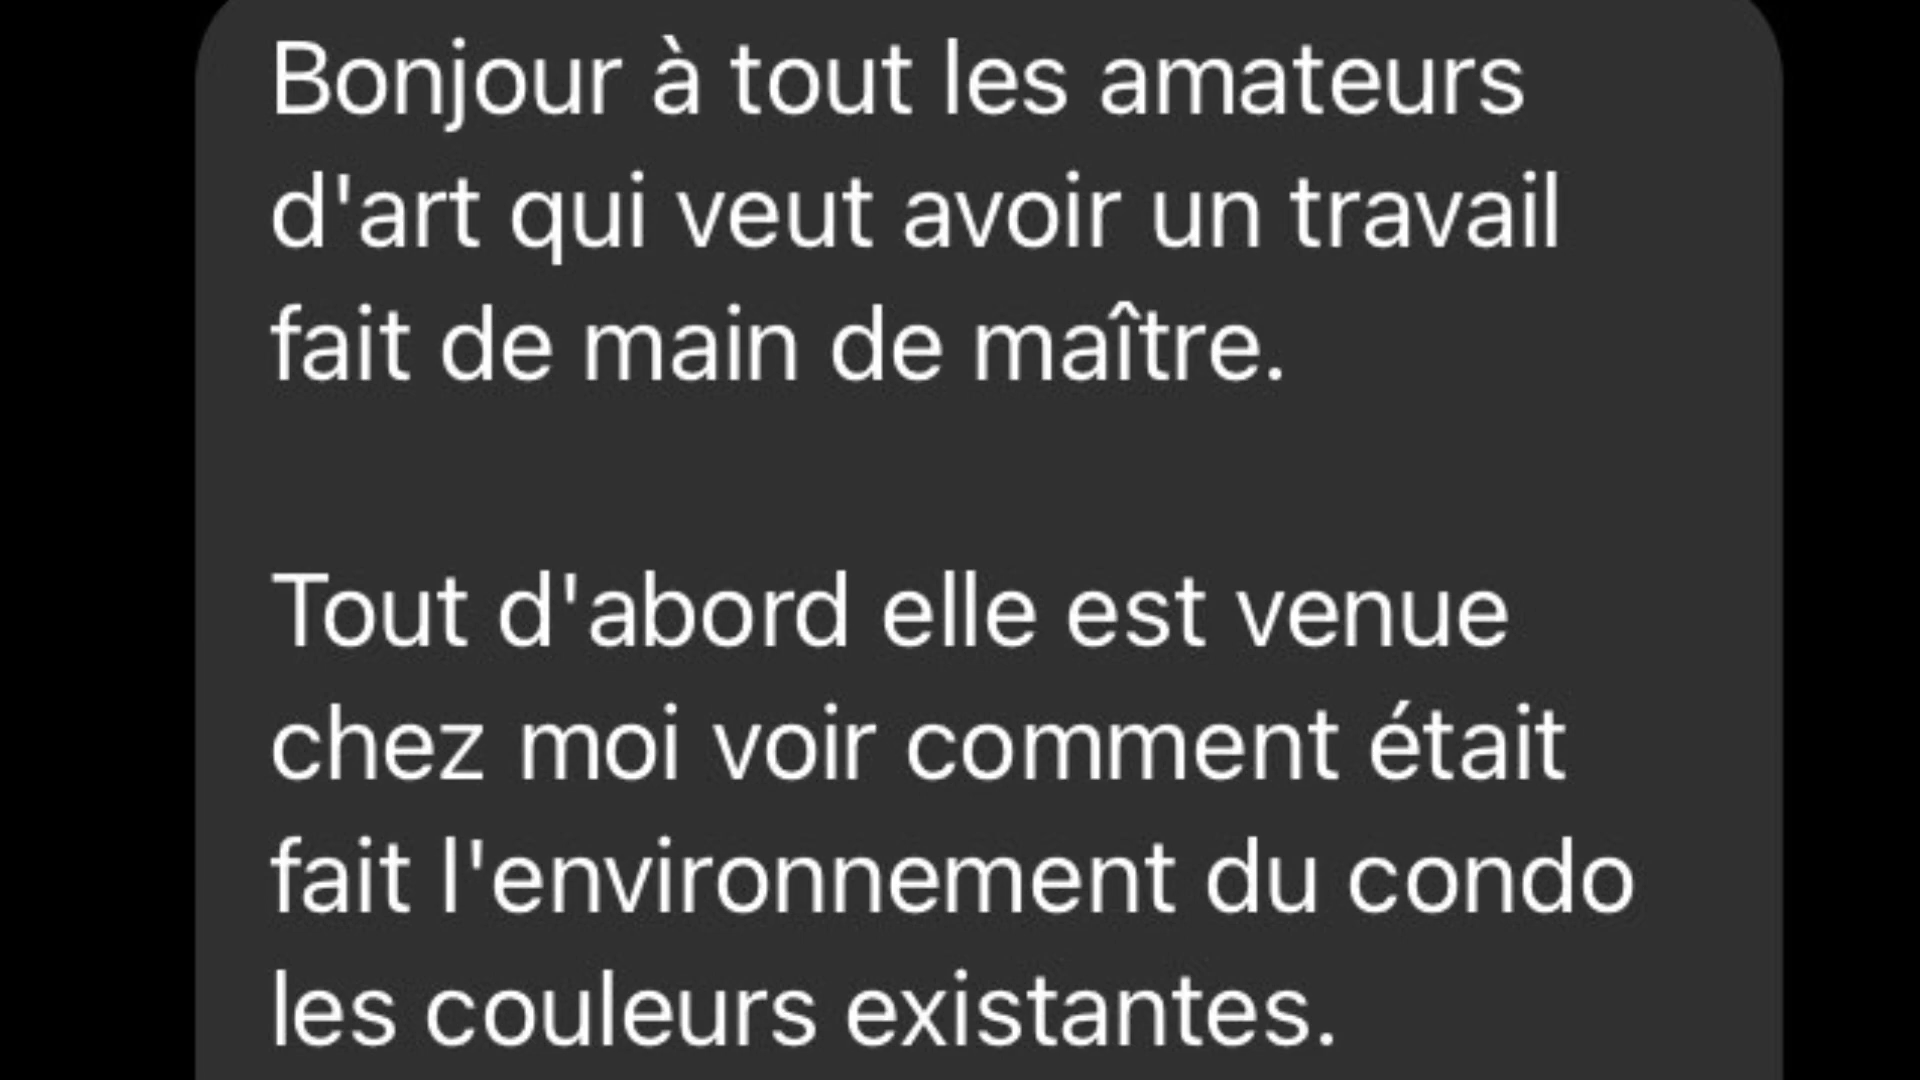 Bonjour à tout les amateurs
d'art qui veut avoir un travail
fait de main de maître.
Tout d'abord elle est venue
chez moi voir comment était
fait l'environnement du condo
les couleurs existantes.